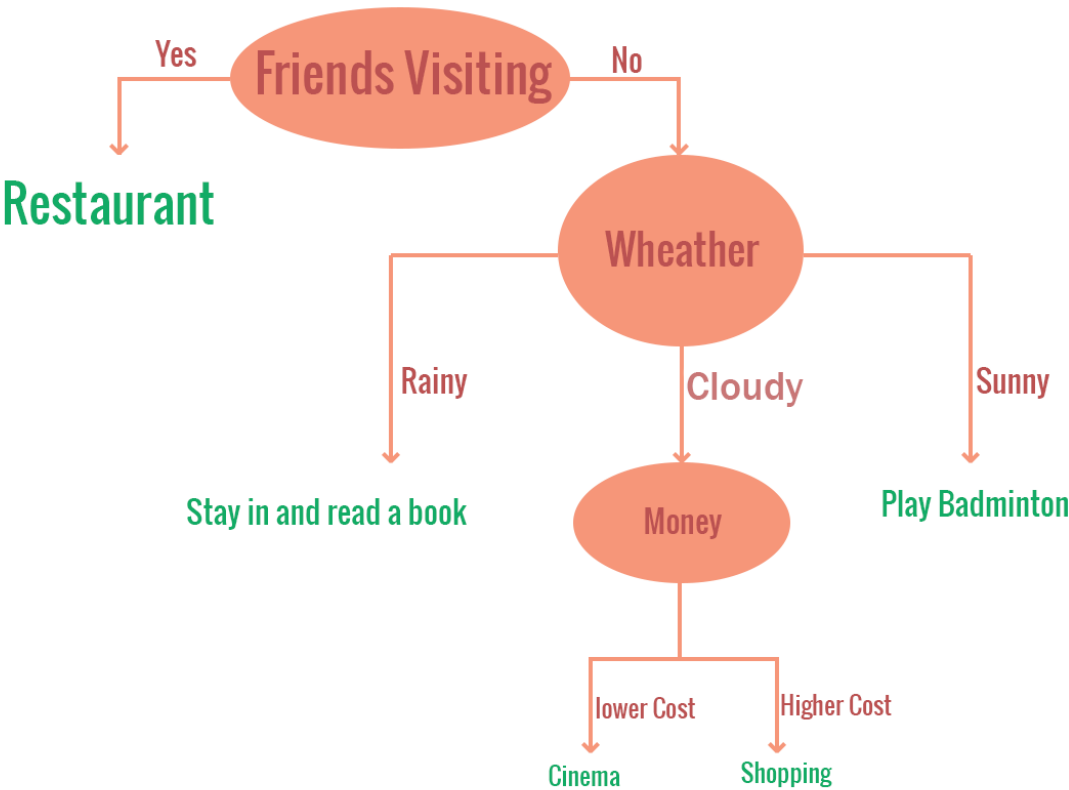 Yes
Friends Visiting
No
Restaurant
Wheather
Rainy
Cloudy
Sunny
Stay in and read a book
Money
Play Badminton
lower Cost
Higher Cost
Cinema
Shopping